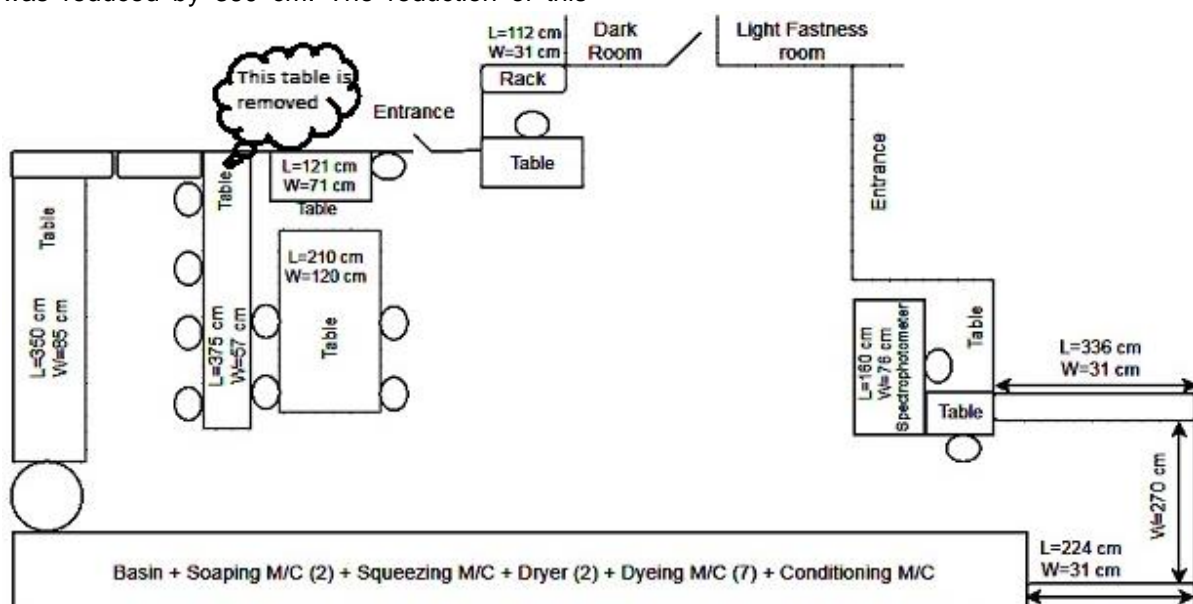 was reduced by 350 cm. The reduction of this
L=112 cm
W=31 cm
Dark
Room
Light Fastness
room
This table is
removed
Rack
Entrance
Table
L=121 cm
W=71 cm
Table
Table
Entrance
Table
L=350 cm
W=85 cm
L=375 cm
W=57 cm
L=210 cm
W=120 cm
Table
L=160 cm
W=76 cm
Spectrophotometer
Table
Table
L=336 cm
W=31 cm
W=270 cm
L=224 cm
W=31 cm
Basin + Soaping M/C (2) + Squeezing M/C + Dryer (2) + Dyeing M/C (7) + Conditioning M/C